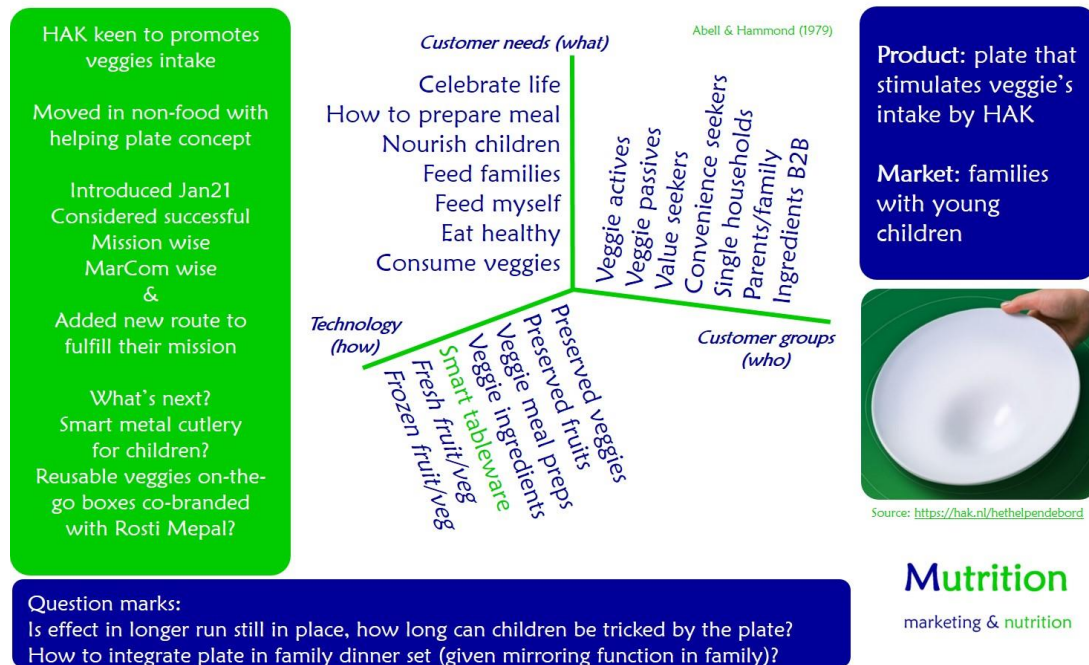 HAK keen to promotes
veggies intake
Moved in non-food with
helping plate concept
Introduced Jan21
Considered successful
Mission wise
MarCom wise
&
Added new route to
fulfill their mission
What's next?
Smart metal cutlery
for children?
Reusable veggies on-the-
go boxes co-branded
with Rosti Mepal?
Customer needs (what)
Abell & Hammond (1979)
Celebrate life
How to prepare meal
Nourish children
Feed families
Feed myself
Eat healthy
Consume veggies
Veggie actives
Veggie passives
Value seekers
Convenience seekers
Single households
Parents/family
Ingredients B2B
Customer groups
(who)
Technology
(how)
Frozen fruit/veg
Fresh fruit/veg
Smart tableware
Veggie ingredients
Veggie meal preps
Preserved fruits
Preserved veggies
Product: plate that
stimulates veggie's
intake by HAK
Market: families
with young
children
Source: https://hak.nl/hethelpendebord
Mutrition
marketing & nutrition
Question marks:
Is effect in longer run still in place, how long can children be tricked by the plate?
How to integrate plate in family dinner set (given mirroring function in family)?